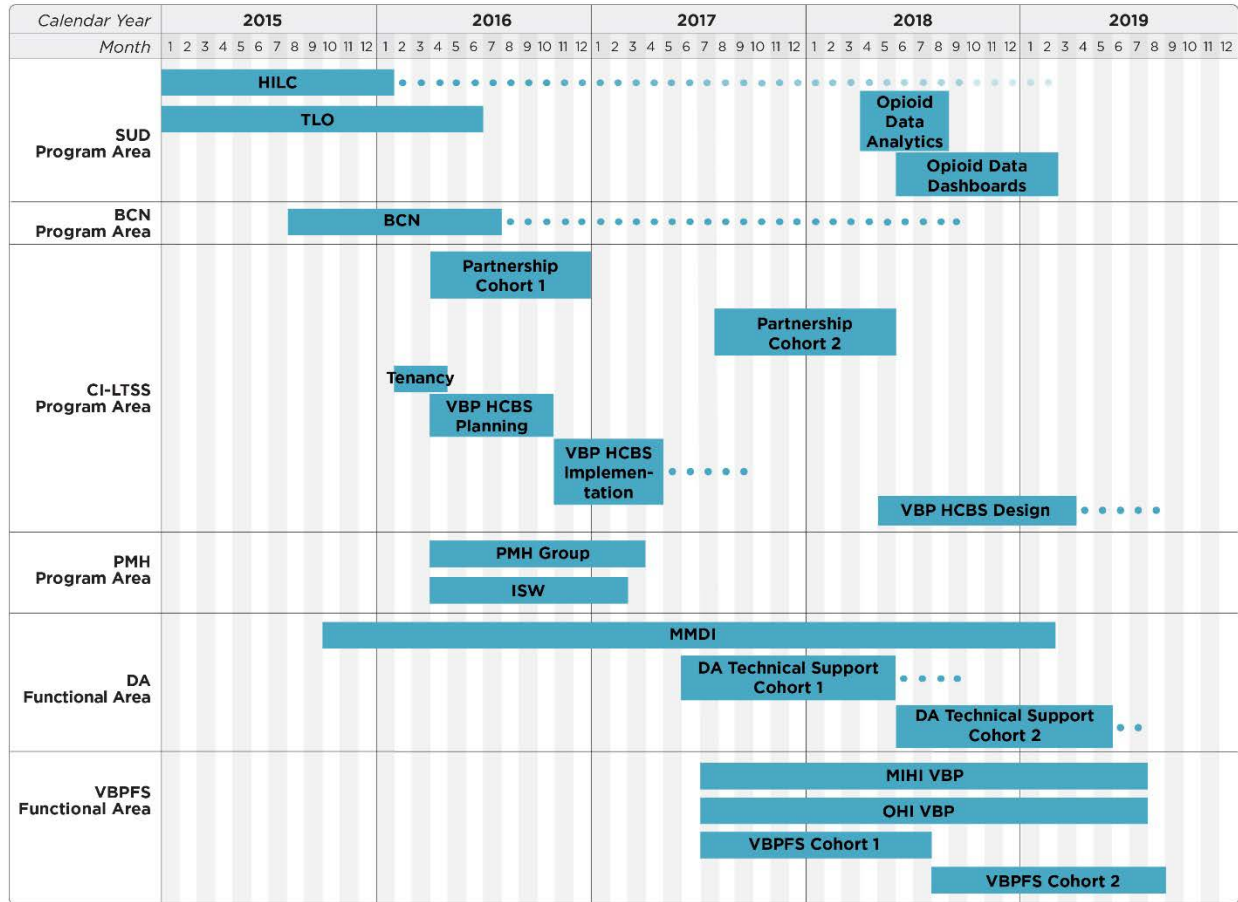 Calendar Year 2015 2016 2017 2018 2019
Month 1 2 3 4 5 6 7 8 9 10 11 12 1 2 3 4 5 6 7 8 9 10 11 12 1 2 3 4 5 6 7 8 9 10 11 12 1 2 3 4 5 6 7 8 9 10 11 12 1 2 3 4 5 6 7 8 9 10 11 12
SUD
Program Area
HILC
TLO
Opioid
Data
Analytics
Opioid Data
Dashboards
BCN
Program Area
BCN
CI-LTSS
Program Area
Partnership
Cohort 1
Partnership
Cohort 2
Tenancy
VBP HCBS
Planning
VBP HCBS
Implemen-
tation
VBP HCBS Design
PMH
Program Area
PMH Group
ISW
DA
Functional Area
MMDI
DA Technical Support
Cohort 1
DA Technical Support
Cohort 2
VBPFS
Functional Area
MIHI VBP
OHI VBP
VBPFS Cohort 1
VBPFS Cohort 2